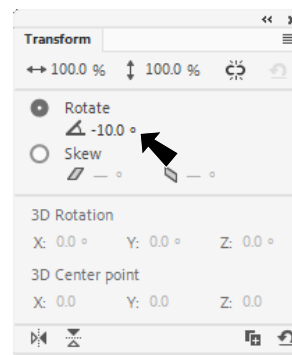 Transform
100.0 % 100.0 %
Rotate
-10.0 °
Skew
— ° — °
3D Rotation
X: 0.0 ° Y: 0.0 ° Z: 0.0 °
3D Center point
X: 0.0 Y: 0.0 Z: 0.0